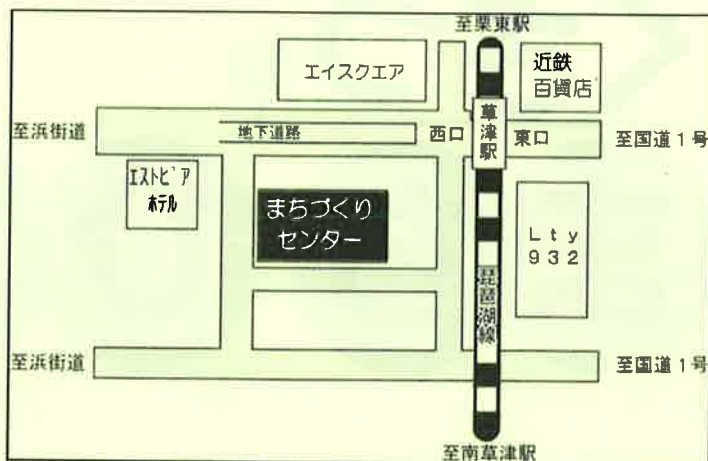 至栗東駅
エイスクエア
近鉄
百貨店
至浜街道
地下道路
西口
草津駅
東口
至国道1号
エストピア
ホテル
まちづくり
センター
Lty
932
琵琶湖線
至浜街道
至国道1号
至南草津駅